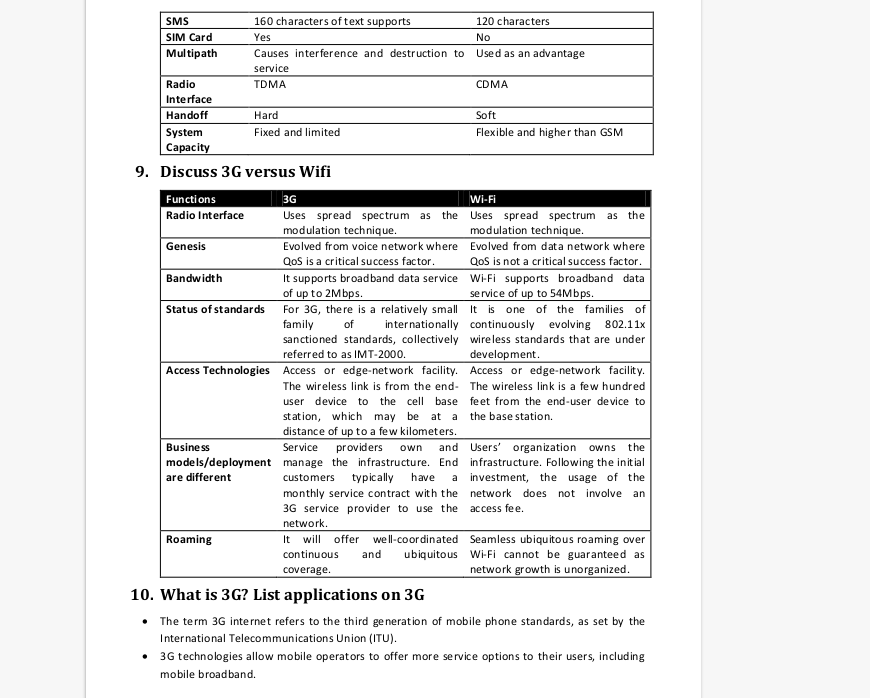 SMS 160 characters of text supports 120 characters
SIM Card Yes No
Multipath Causes interference and destruction to Used as an advantage
service
Radio TDMA CDMA
Interface
Handoff Hard Soft
System Fixed and limited Flexible and higher than GSM
Capacity
9. Discuss 3G versus Wifi
Functions 3G Wi-Fi
Radio Interface Uses spread spectrum as the Uses spread spectrum as the
modulation technique. modulation technique.
Genesis Evolved from voice network where Evolved from data network where
QoS is a critical success factor. QoS is not a critical success factor.
Bandwidth It supports broadband data service Wi-Fi supports broadband data
of up to 2Mbps. service of up to 54Mbps.
Status of standards For 3G, there is a relatively small It is one of the families of
family of internationally continuously evolving 802.11x
sanctioned standards, collectively wireless standards that are under
referred to as IMT-2000. development.
Access Technologies Access or edge-network facility. Access or edge-network facility.
The wireless link is from the end- The wireless link is a few hundred
user device to the cell base feet from the end-user device to
station, which may be at a the base station.
distance of up to a few kilometers.
Business Service providers own and Users’ organization owns the
models/deployment manage the infrastructure. End infrastructure. Following the initial
are different customers typically have a investment, the usage of the
monthly service contract with the network does not involve an
3G service provider to use the access fee.
network.
Roaming It will offer well-coordinated Seamless ubiquitous roaming over
continuous and ubiquitous Wi-Fi cannot be guaranteed as
coverage. network growth is unorganized.
10. What is 3G? List applications on 3G
• The term 3G internet refers to the third generation of mobile phone standards, as set by the
International Telecommunications Union (ITU).
• 3G technologies allow mobile operators to offer more service options to their users, including
mobile broadband.